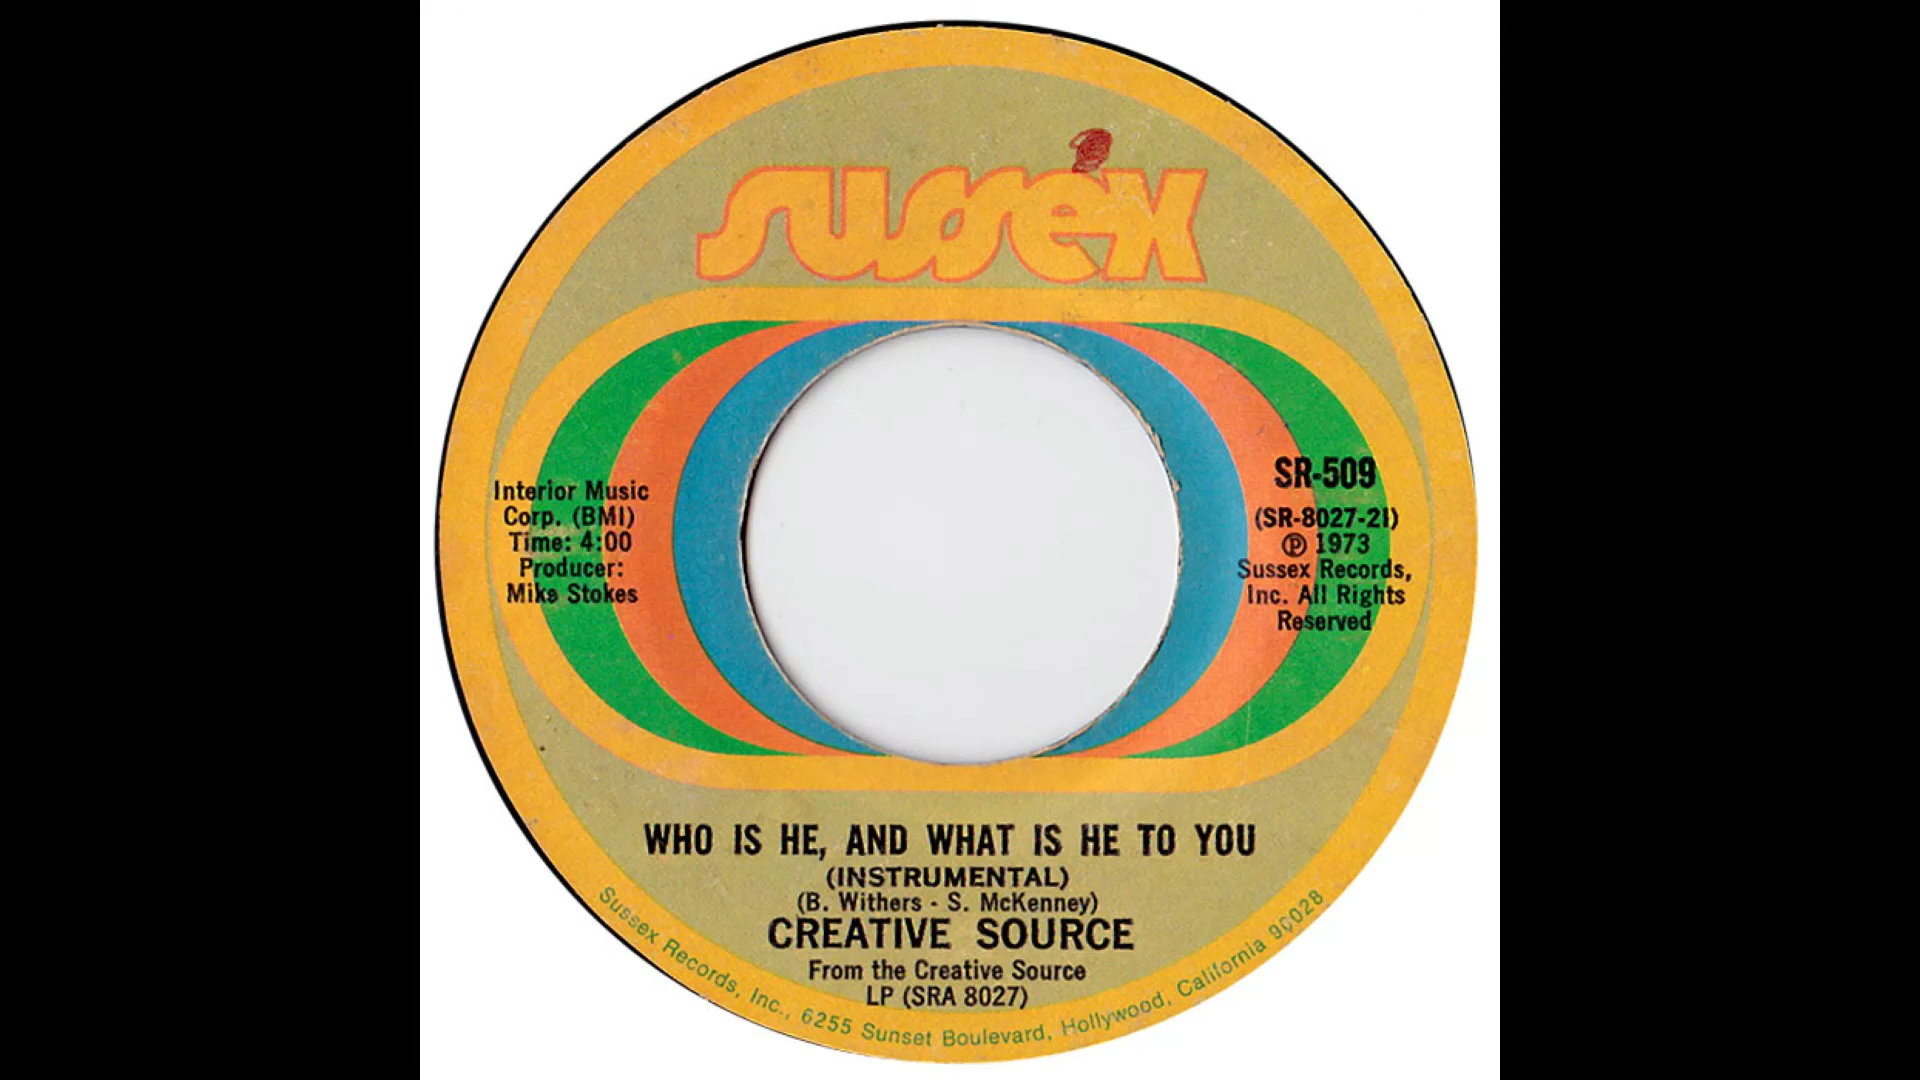 sussex
Interior Music
Corp. (BMI)
Time: 4:00
Producer:
Mike Stokes
SR-509
(SR-8027-21)
℗ 1973
Sussex Records,
Inc. All Rights
Reserved
WHO IS HE, AND WHAT IS HE TO YOU
(INSTRUMENTAL)
(B. Withers - S. McKenney)
CREATIVE SOURCE
From the Creative Source
LP (SRA 8027)
Sussex Records, Inc., 6255 Sunset Boulevard, Hollywood, California 90028